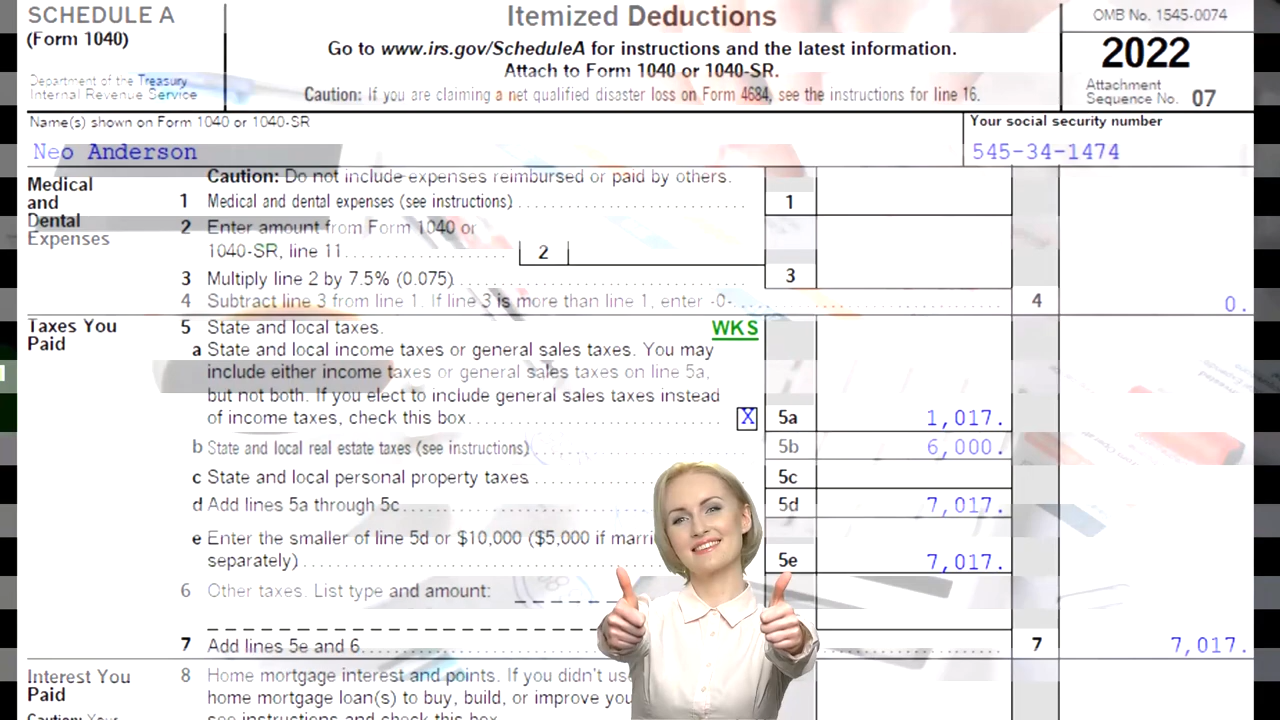 SCHEDULE A
(Form 1040)
Department of the Treasury
Internal Revenue Service
Itemized Deductions
Go to www.irs.gov/ScheduleA for instructions and the latest information.
Attach to Form 1040 or 1040-SR.
Caution: If you are claiming a net qualified disaster loss on Form 4684, see the instructions for line 16.
OMB No. 1545-0074
2022
Attachment
Sequence No. 07
Name(s) shown on Form 1040 or 1040-SR
Neo Anderson
Your social security number
545-34-1474
Medical
and
Dental
Expenses
Caution: Do not include expenses reimbursed or paid by others.
1 Medical and dental expenses (see instructions) 1
2 Enter amount from Form 1040 or
1040-SR, line 11 2
3 Multiply line 2 by 7.5% (0.075) 3
4 Subtract line 3 from line 1. If line 3 is more than line 1, enter -0- 4 0.
Taxes You
Paid
5 State and local taxes. WKS
a State and local income taxes or general sales taxes. You may
include either income taxes or general sales taxes on line 5a,
but not both. If you elect to include general sales taxes instead
of income taxes, check this box X 5a 1,017.
b State and local real estate taxes (see instructions) 5b 6,000.
c State and local personal property taxes 5c
d Add lines 5a through 5c 5d 7,017.
e Enter the smaller of line 5d or $10,000 ($5,000 if
separately) 5e 7,017.
6 Other taxes. List type and amount:
7 Add lines 5e and 6 7 7,017.
Interest You
Paid
8 Home mortgage interest and points. If you didn't
home mortgage loan(s) to buy, build, or improve
see instructions and check this box
Caution: Your